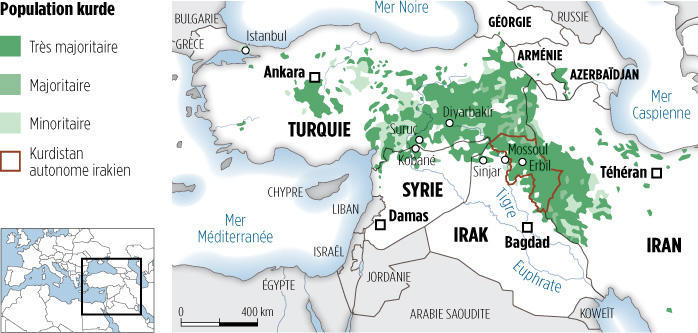 Population kurde
Très majoritaire
Majoritaire
Minoritaire
Kurdistan
autonome irakien
BULGARIE
Mer Noire
GÉORGIE
RUSSIE
GRÈCE
Istanbul
ARMÉNIE
AZERBAÏDJAN
Ankara
Mer
Caspienne
TURQUIE
Diyarbakir
Suruç
Kobané
Mossoul
Erbil
Sinjar
Téhéran
CHYPRE
SYRIE
LIBAN
Damas
Tigre
Mer
Méditerranée
IRAK
Bagdad
IRAN
ISRAËL
Euphrate
JORDANIE
ÉGYPTE
ARABIE SAOUDITE
KOWEÏT
0
400 km